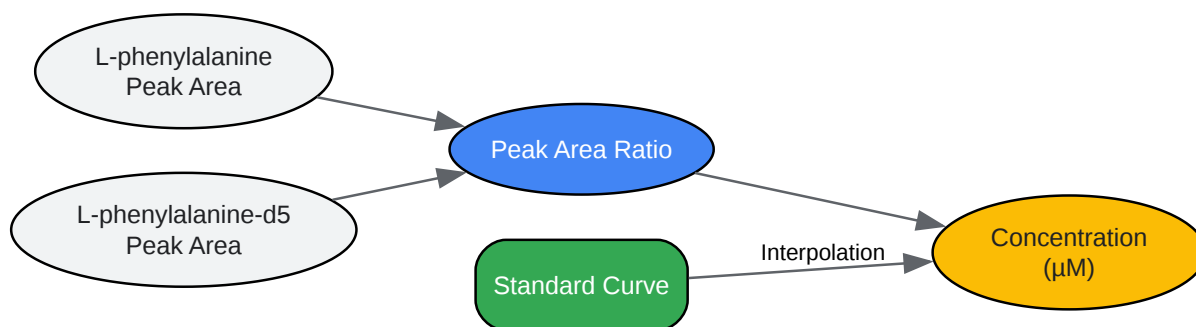 L-phenylalanine
Peak Area
L-phenylalanine-d5
Peak Area
Peak Area Ratio
Standard Curve
Interpolation
Concentration
(µM)